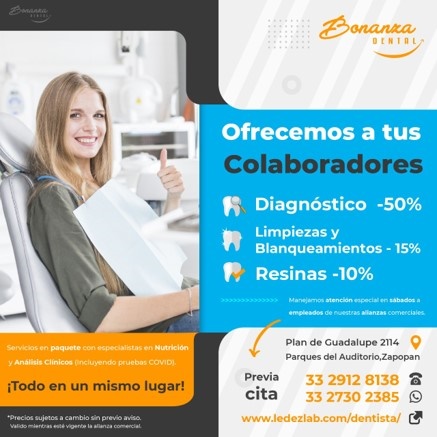 Bonanza
DENTAL
Bonanza
DENTAL
Ofrecemos a tus
Colaboradores
Diagnóstico -50%
Limpiezas y
Blanqueamientos - 15%
Resinas -10%
>>>>>>>>>>>>>>
Manejamos atención especial en sábados a
empleados de nuestras alianzas comerciales.
Servicios en paquete con especialistas en Nutrición
y Análisis Clínicos (Incluyendo pruebas COVID).
¡Todo en un mismo lugar!
*Precios sujetos a cambio sin previo aviso.
Valido mientras esté vigente la alianza comercial.
Plan de Guadalupe 2114
Parques del Auditorio,Zapopan
Previa
cita
33 2912 8138
33 2730 2385
www.ledezlab.com/dentista/